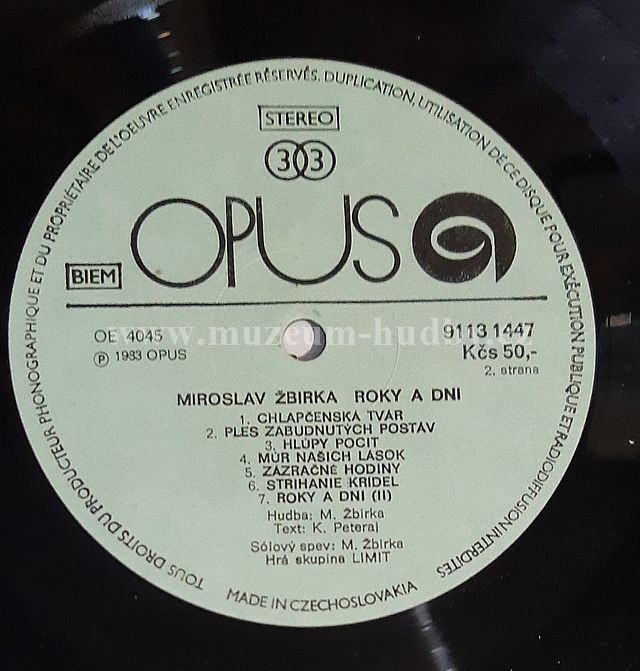 TOUS DROITS DU PRODUCTEUR PHONOGRAPHIQUE ET DU PROPRIÉTAIRE DE L'OEUVRE ENREGISTRÉE RÉSERVÉS. DUPLICATION, UTILISATION DE CE DISQUE POUR EXÉCUTION PUBLIQUE ET RADIODIFFUSION INTERDITES
STEREO
33
OPUS
BIEM
www.muzeum-hudby.cz
OE 4045
℗ 1983 OPUS
9113 1447
Kčs 50,-
2. strana
MIROSLAV ŽBIRKA ROKY A DNI
1. CHLAPČENSKÁ TVÁR
2. PLES ZABUDNUTÝCH POSTÁV
3. HLÚPY POCIT
4. MÚR NAŠICH LÁSOK
5. ZÁZRAČNÉ HODINY
6. STRIHANIE KRÍDEL
7. ROKY A DNI (II)
Hudba: M. Žbirka
Text: K. Peteraj
Sólový spev: M. Žbirka
Hrá skupina LIMIT
MADE IN CZECHOSLOVAKIA